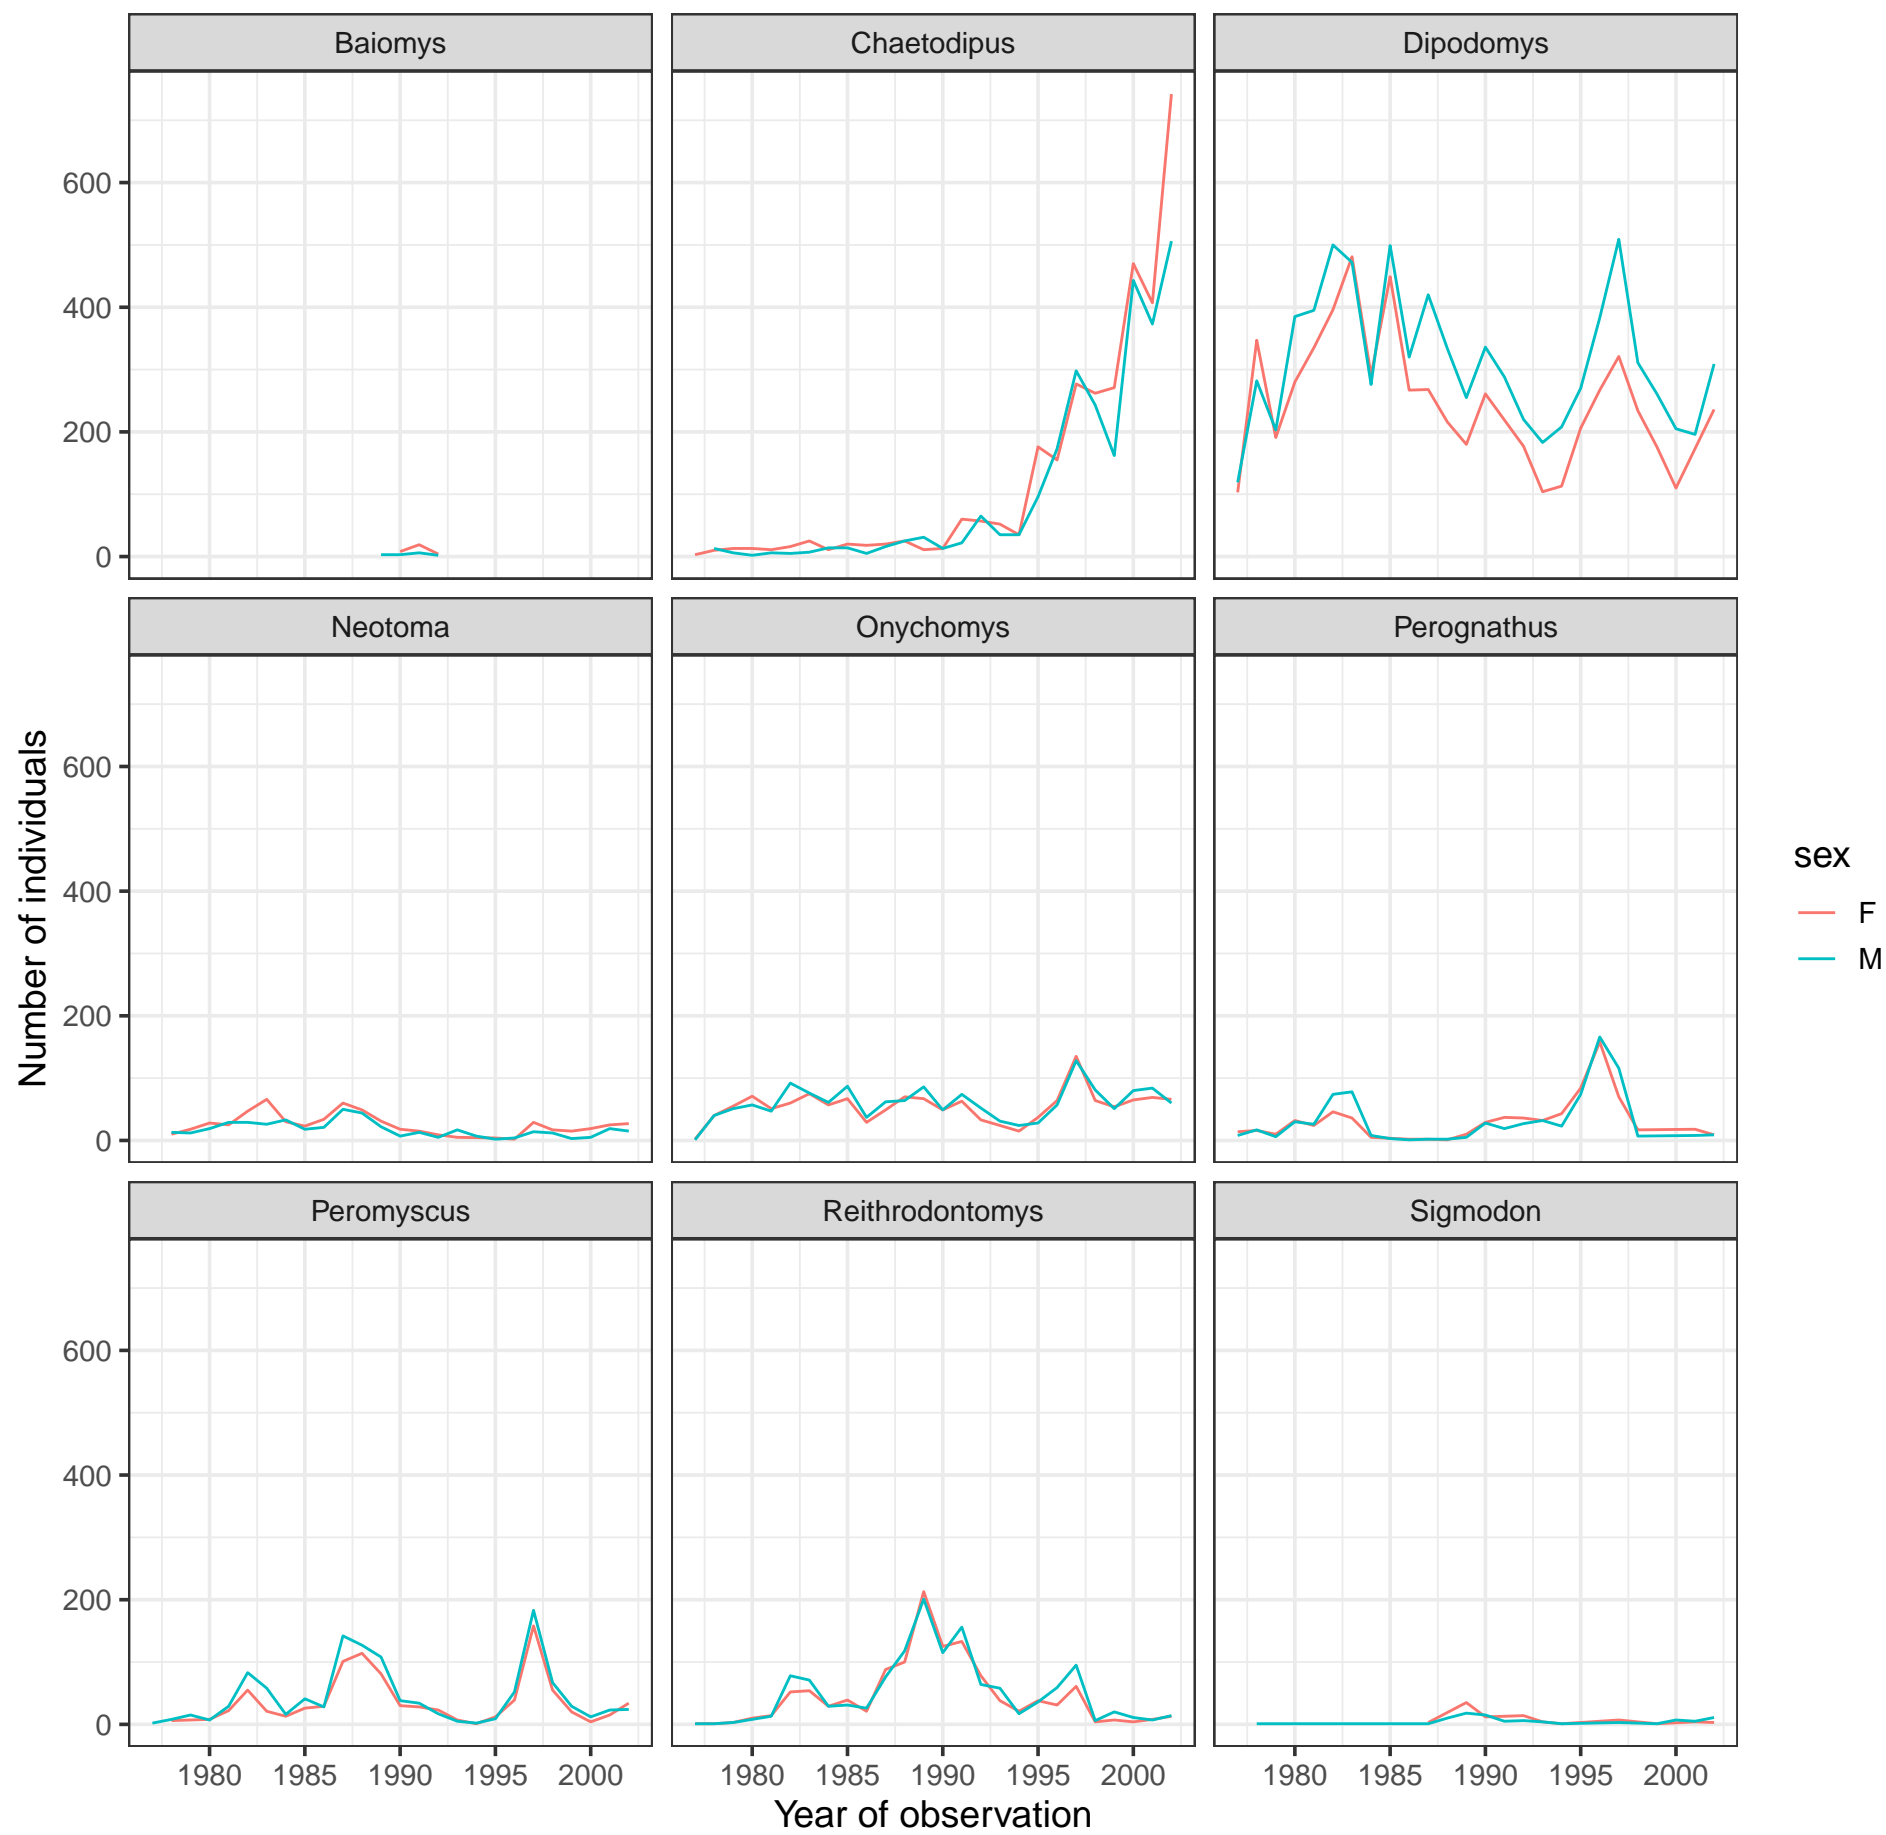 Baiomys Chaetodipus Dipodomys
600
400
200
0
Neotoma Onychomys Perognathus
600
400
200
0
Peromyscus Reithrodontomys Sigmodon
600
400
200
0
1980 1985 1990 1995 2000 1980 1985 1990 1995 2000 1980 1985 1990 1995 2000
Year of observation
Number of individuals
sex
F
M